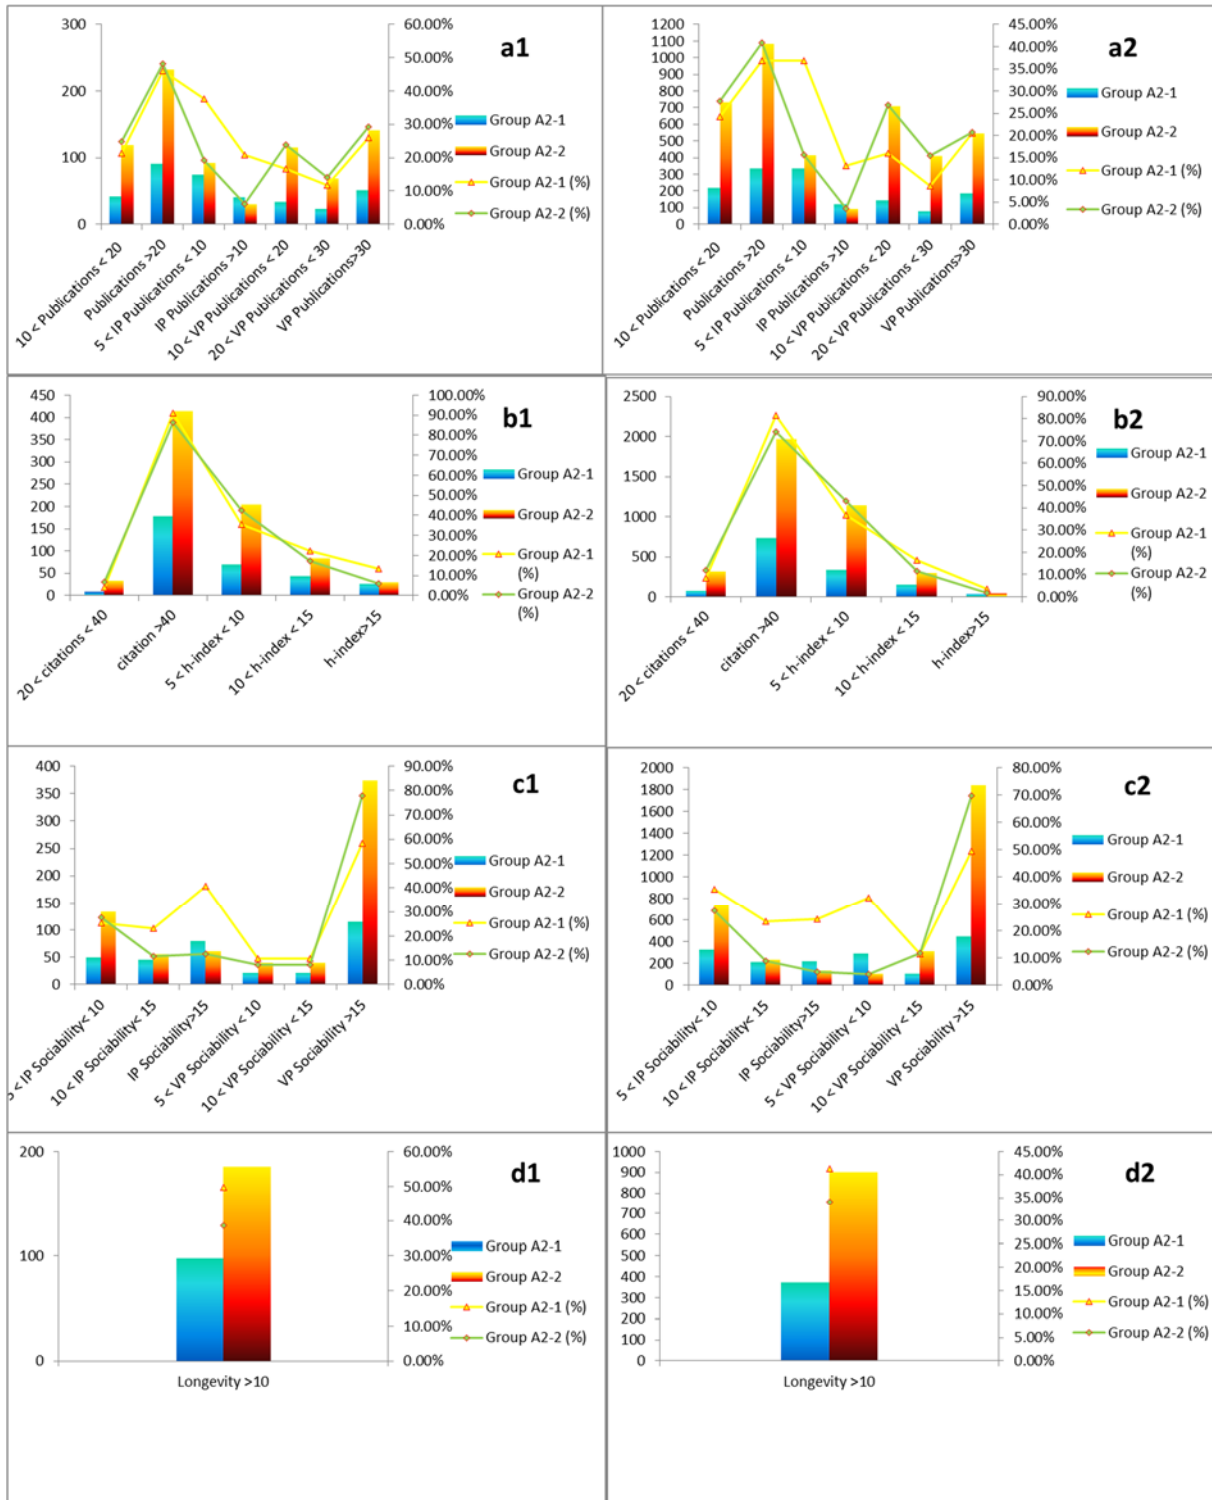 a1
300
200
100
0
60.00%
50.00%
40.00%
30.00%
20.00%
10.00%
0.00%
10 < Publications < 20
Publications >20
5 < IP Publications < 10
IP Publications >10
10 < VP Publications < 20
20 < VP Publications < 30
VP Publications>30
Group A2-1
Group A2-2
Group A2-1 (%)
Group A2-2 (%)
a2
1200
1100
1000
900
800
700
600
500
400
300
200
100
0
45.00%
40.00%
35.00%
30.00%
25.00%
20.00%
15.00%
10.00%
5.00%
0.00%
10 < Publications < 20
Publications >20
5 < IP Publications < 10
IP Publications >10
10 < VP Publications < 20
20 < VP Publications < 30
VP Publications>30
Group A2-1
Group A2-2
Group A2-1 (%)
Group A2-2 (%)
b1
450
400
350
300
250
200
150
100
50
0
100.00%
90.00%
80.00%
70.00%
60.00%
50.00%
40.00%
30.00%
20.00%
10.00%
0.00%
20 < citations < 40
citation >40
5 < h-index < 10
10 < h-index < 15
h-index>15
Group A2-1
Group A2-2
Group A2-1
(%)
Group A2-2
(%)
b2
2500
2000
1500
1000
500
0
90.00%
80.00%
70.00%
60.00%
50.00%
40.00%
30.00%
20.00%
10.00%
0.00%
20 < citations < 40
citation >40
5 < h-index < 10
10 < h-index < 15
h-index>15
Group A2-1
Group A2-2
Group A2-1
(%)
Group A2-2
(%)
c1
400
350
300
250
200
150
100
50
0
90.00%
80.00%
70.00%
60.00%
50.00%
40.00%
30.00%
20.00%
10.00%
0.00%
5 < IP Sociability< 10
10 < IP Sociability< 15
IP Sociability>15
5 < VP Sociability < 10
10 < VP Sociability < 15
VP Sociability >15
Group A2-1
Group A2-2
Group A2-1 (%)
Group A2-2 (%)
c2
2000
1800
1600
1400
1200
1000
800
600
400
200
0
80.00%
70.00%
60.00%
50.00%
40.00%
30.00%
20.00%
10.00%
0.00%
5 < IP Sociability< 10
10 < IP Sociability< 15
IP Sociability>15
5 < VP Sociability < 10
10 < VP Sociability < 15
VP Sociability >15
Group A2-1
Group A2-2
Group A2-1 (%)
Group A2-2 (%)
d1
200
100
0
60.00%
50.00%
40.00%
30.00%
20.00%
10.00%
0.00%
Longevity >10
Group A2-1
Group A2-2
Group A2-1 (%)
Group A2-2 (%)
d2
1000
900
800
700
600
500
400
300
200
100
0
45.00%
40.00%
35.00%
30.00%
25.00%
20.00%
15.00%
10.00%
5.00%
0.00%
Longevity >10
Group A2-1
Group A2-2
Group A2-1 (%)
Group A2-2 (%)